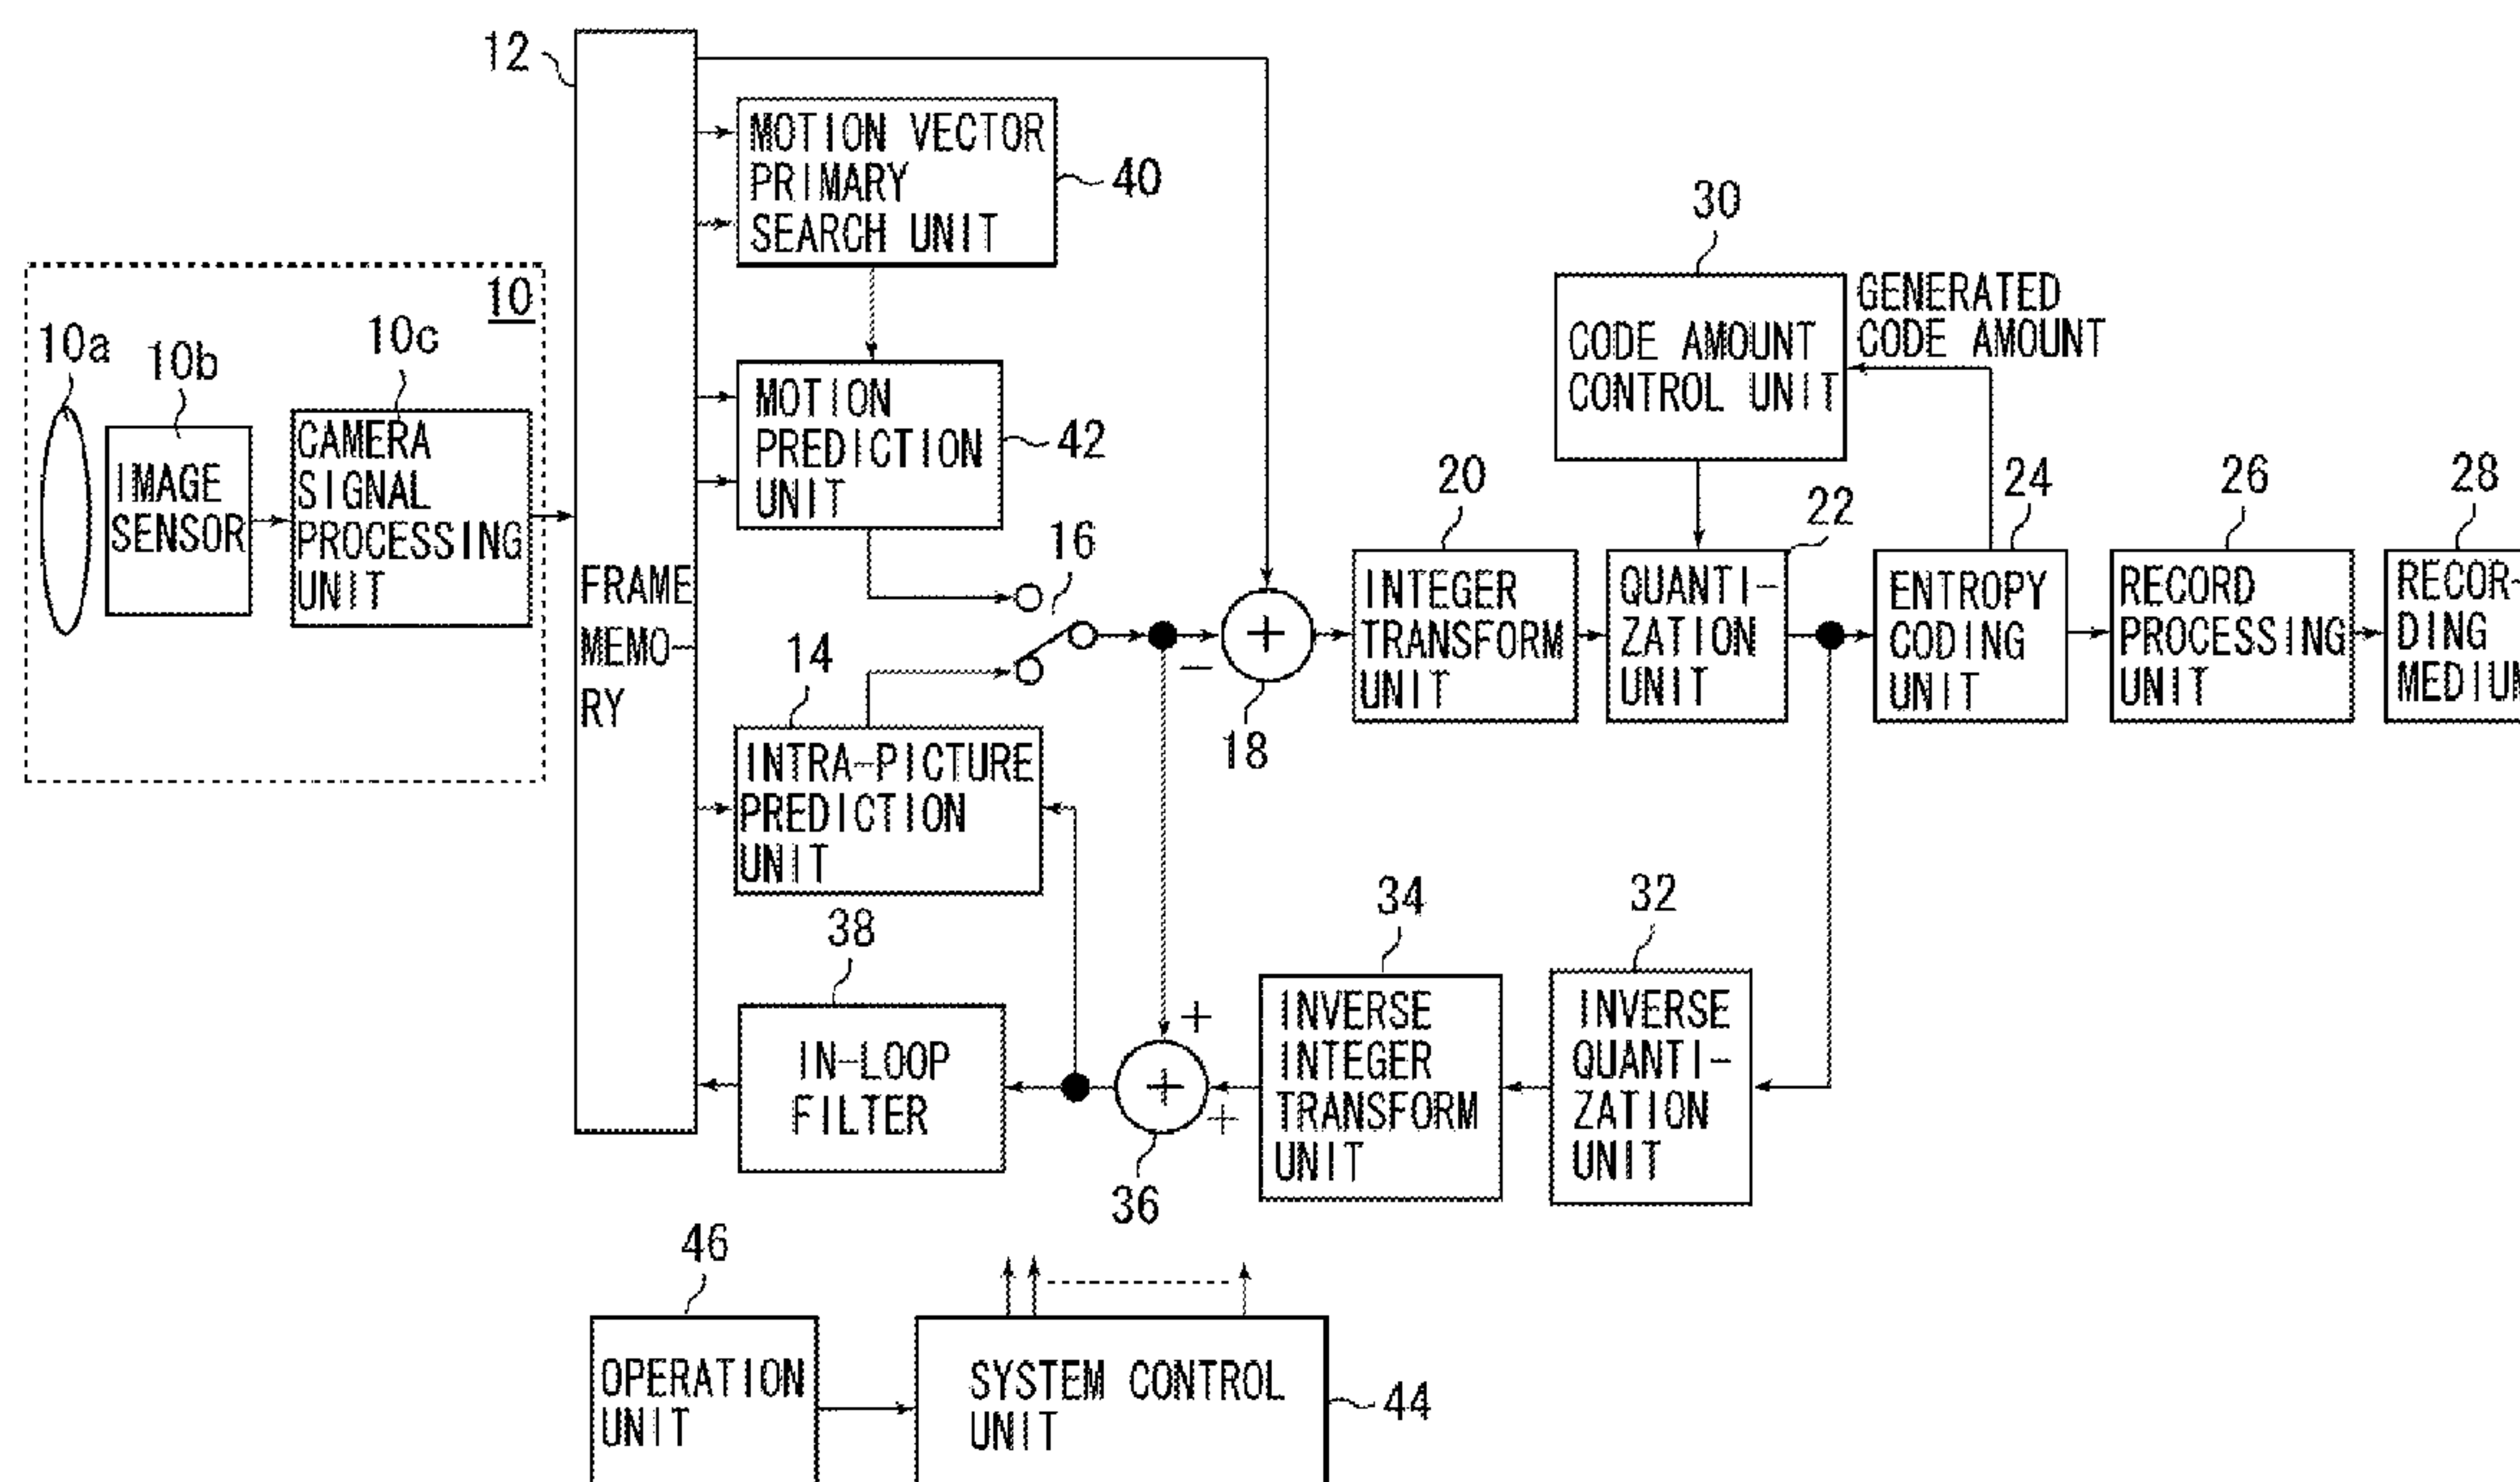 12
MOTION VECTOR
PRIMARY
SEARCH UNIT
40
10
10a
10b
10c
IMAGE
SENSOR
CAMERA
SIGNAL
PROCESSING
UNIT
FRAME
MEMO-
RY
MOTION
PREDICTION
UNIT
42
16
14
INTRA-PICTURE
PREDICTION
UNIT
+
−
18
20
INTEGER
TRANSFORM
UNIT
30
CODE AMOUNT
CONTROL UNIT
GENERATED
CODE AMOUNT
22
QUANTI-
ZATION
UNIT
24
ENTROPY
CODING
UNIT
26
RECORD
PROCESSING
UNIT
28
RECOR-
DING
MEDIUM
38
IN-LOOP
FILTER
+
+
+
36
34
INVERSE
INTEGER
TRANSFORM
UNIT
32
INVERSE
QUANTI-
ZATION
UNIT
46
OPERATION
UNIT
SYSTEM CONTROL
UNIT
44